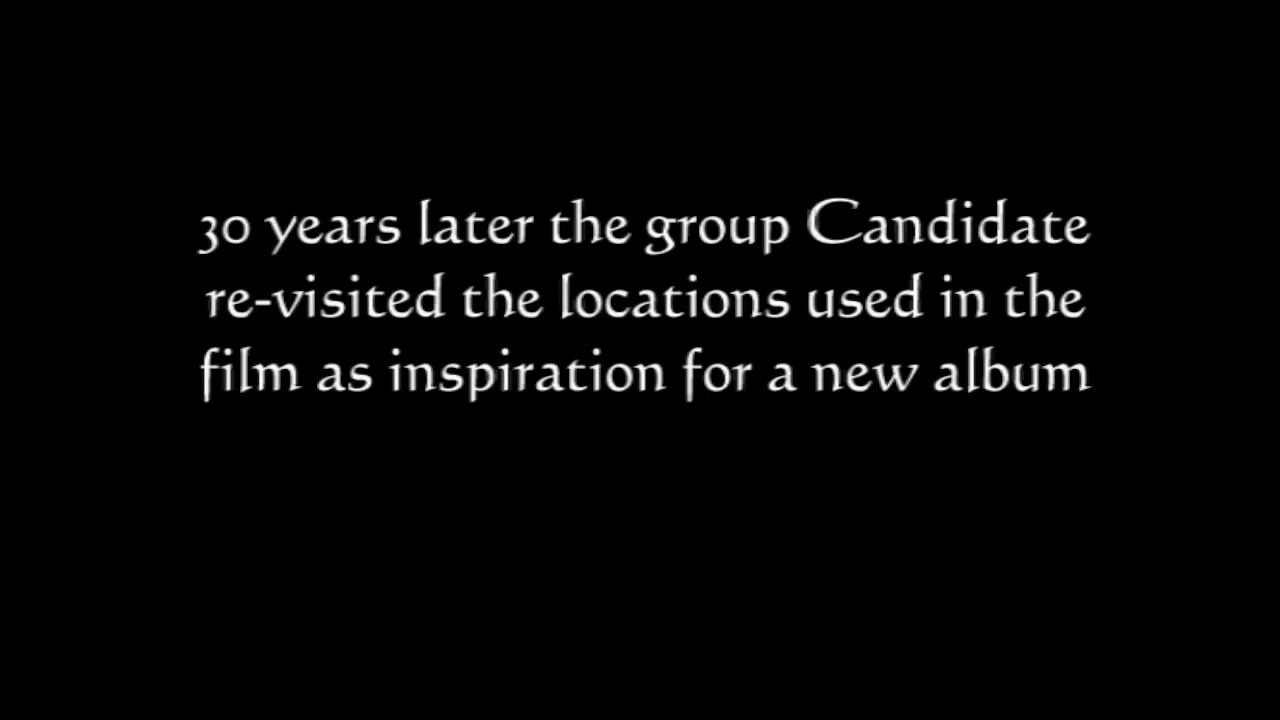 30 years later the group Candidate
re-visited the locations used in the
film as inspiration for a new album